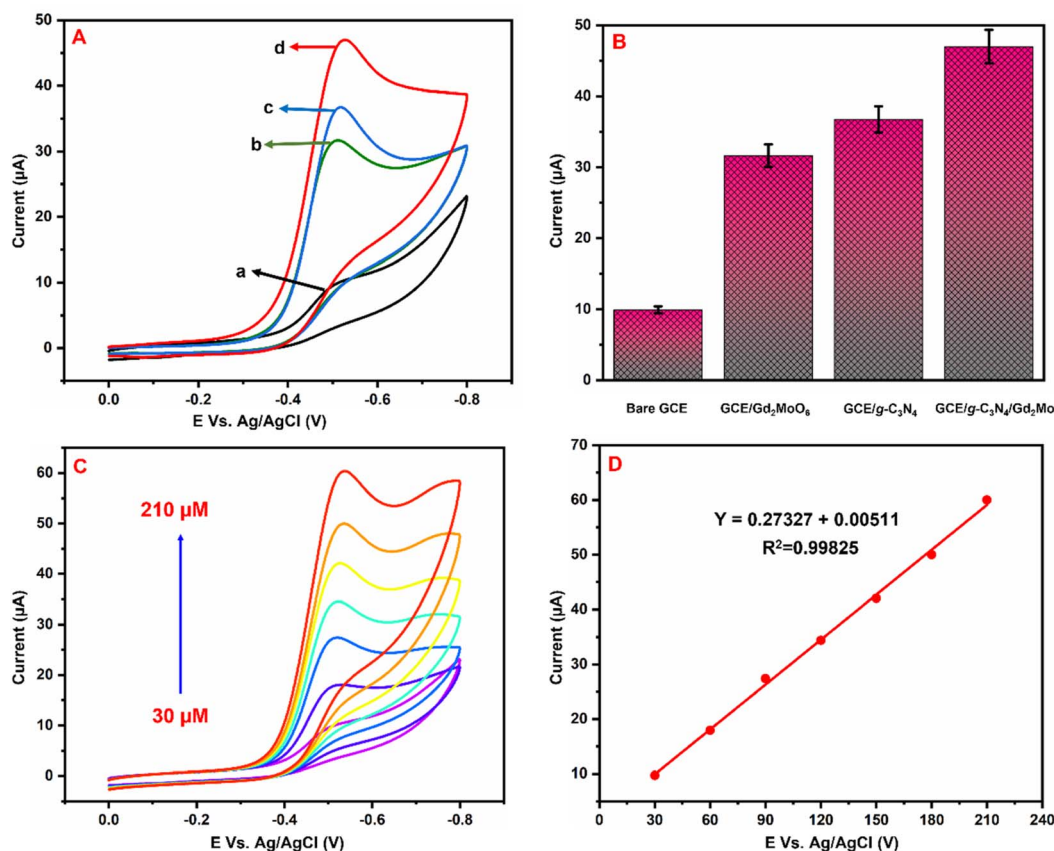 A
50
40
30
20
10
0
Current (µA)
d
c
b
a
0.0 -0.2 -0.4 -0.6 -0.8
E Vs. Ag/AgCl (V)
B
50
40
30
20
10
0
Current (µA)
Bare GCE GCE/Gd₂MoO₆ GCE/g-C₃N₄ GCE/g-C₃N₄/Gd₂Mo
C
60
50
40
30
20
10
0
Current (µA)
210 µM
30 µM
0.0 -0.2 -0.4 -0.6 -0.8
E Vs. Ag/AgCl (V)
D
70
60
50
40
30
20
10
Current (µA)
Y = 0.27327 + 0.00511
R²=0.99825
0 30 60 90 120 150 180 210 240
E Vs. Ag/AgCl (V)